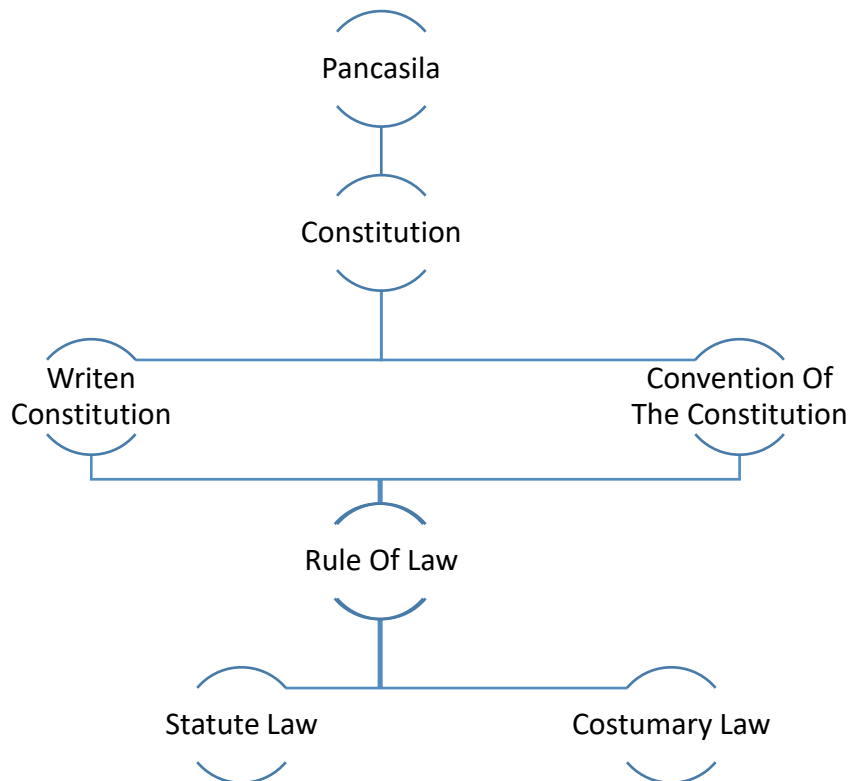 Pancasila
Constitution
Writen
Constitution
Convention Of
The Constitution
Rule Of Law
Statute Law
Costumary Law